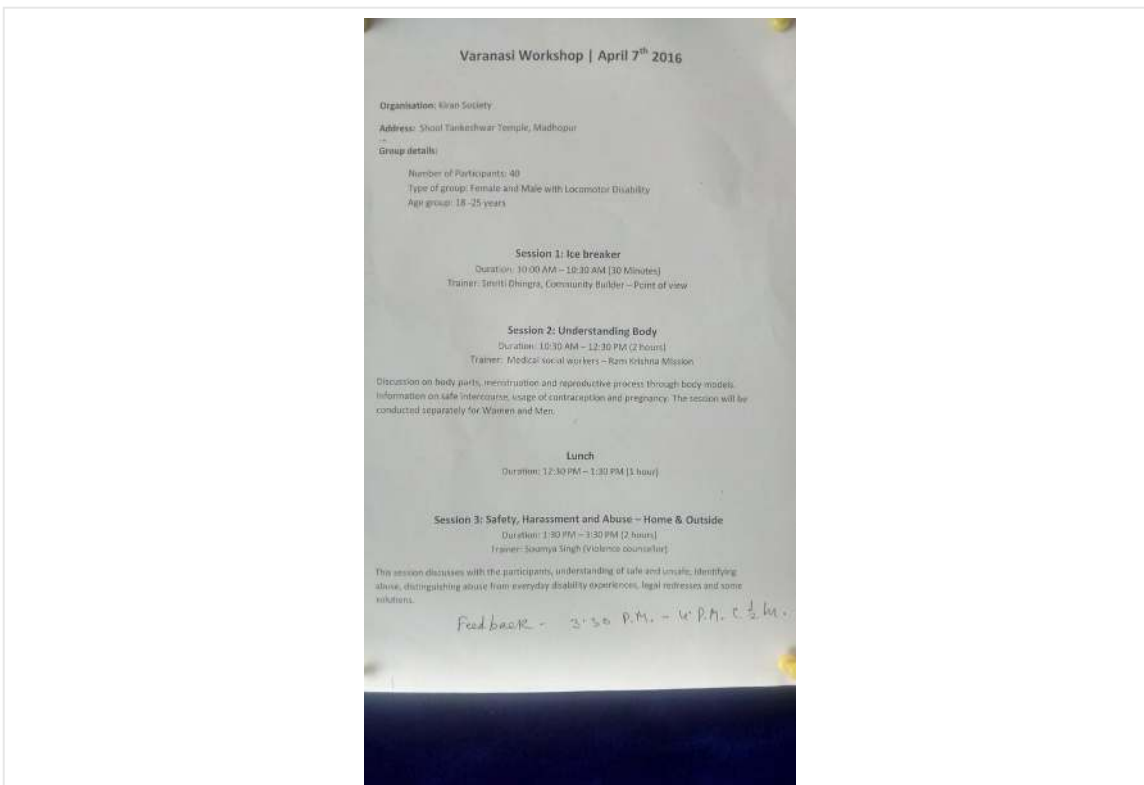 Varanasi Workshop | April 7th 2016
Organisation: Kiran Society
Address: Shool Tankeshwar Temple, Madhopur
Group details:
Number of Participants: 40
Type of group: Female and Male with Locomotor Disability
Age group: 18 -25 years
Session 1: Ice breaker
Duration: 10:00 AM – 10:30 AM [30 Minutes]
Trainer: Smriti Dhingra, Community Builder – Point of view
Session 2: Understanding Body
Duration: 10:30 AM – 12:30 PM (2 hours]
Trainer: Medical social workers – Ram Krishna Mission
Discussion on body parts, menstruation and reproductive process through body models.
Information on safe intercourse, usage of contraception and pregnancy. The session will be
conducted separately for Women and Men.
Lunch
Duration: 12:30 PM – 1:30 PM [1 hour]
Session 3: Safety, Harassment and Abuse – Home & Outside
Duration: 1:30 PM – 3:30 PM [2 hours]
Trainer: Soumya Singh (Violence counsellor)
This session discusses with the participants, understanding of safe and unsafe, identifying
abuse, distinguishing abuse from everyday disability experiences, legal redresses and some
solutions.
Feedback - 3.30 P.M. - 4 P.M. ( ½ hr.